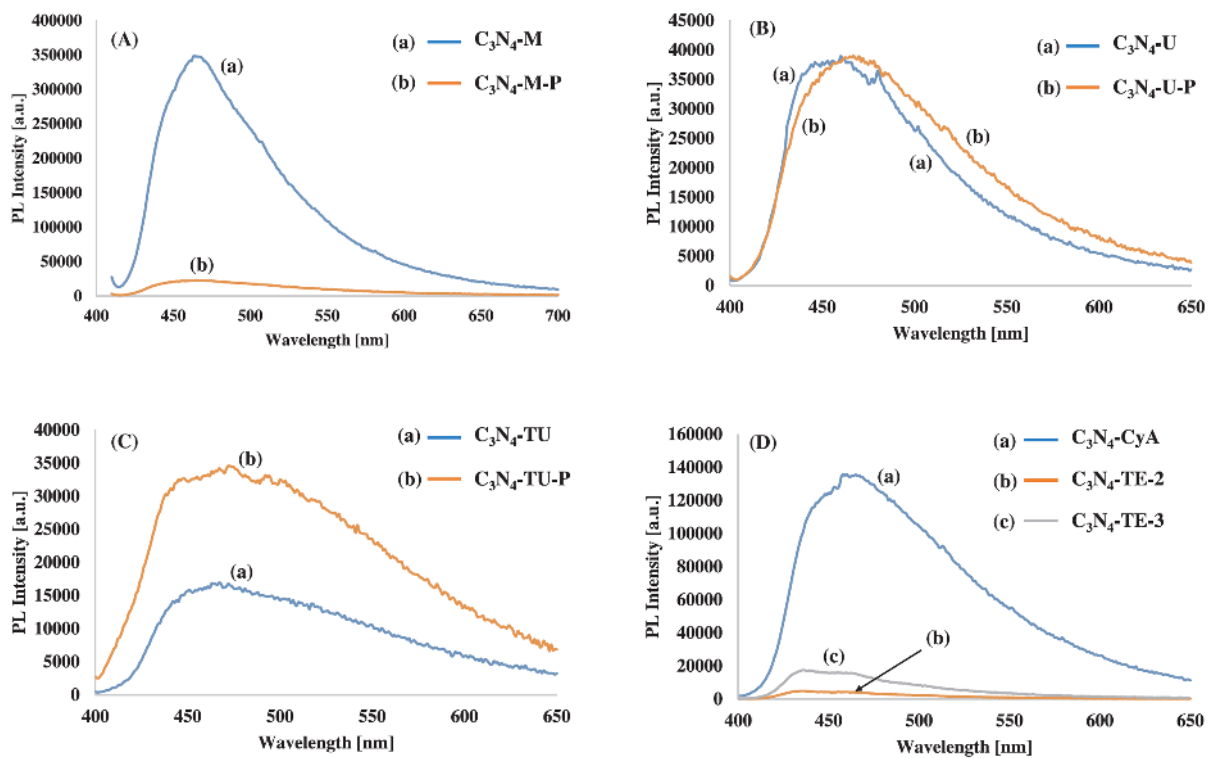 (A)
(a) C₃N₄-M
(b) C₃N₄-M-P
(a)
(b)
PL Intensity [a.u.]
400000
350000
300000
250000
200000
150000
100000
50000
0
400 450 500 550 600 650 700
Wavelength [nm]
(B)
(a) C₃N₄-U
(b) C₃N₄-U-P
(a)
(b)
(b)
(a)
PL Intensity [a.u.]
45000
40000
35000
30000
25000
20000
15000
10000
5000
0
400 450 500 550 600 650
Wavelength [nm]
(C)
(a) C₃N₄-TU
(b) C₃N₄-TU-P
(b)
(a)
PL Intensity [a.u.]
40000
35000
30000
25000
20000
15000
10000
5000
0
400 450 500 550 600 650
Wavelength [nm]
(D)
(a) C₃N₄-CyA
(b) C₃N₄-TE-2
(c) C₃N₄-TE-3
(a)
(b)
(c)
PL Intensity [a.u.]
160000
140000
120000
100000
80000
60000
40000
20000
0
400 450 500 550 600 650
Wavelength [nm]